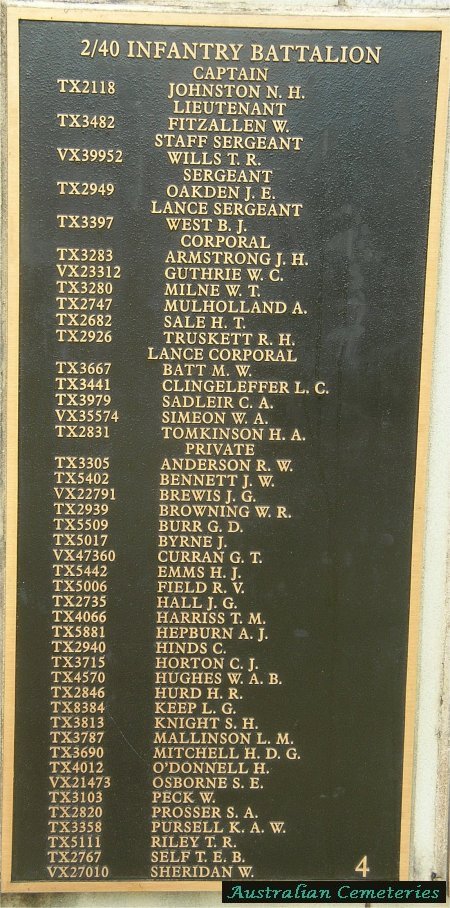 2/40 INFANTRY BATTALION
CAPTAIN
TX2118 JOHNSTON N. H.
LIEUTENANT
TX3482 FITZALLEN W.
STAFF SERGEANT
VX39952 WILLS T. R.
SERGEANT
TX2949 OAKDEN J. E.
LANCE SERGEANT
TX3397 WEST B. J.
CORPORAL
TX3283 ARMSTRONG J. H.
VX23312 GUTHRIE W. C.
TX3280 MILNE W. T.
TX2747 MULHOLLAND A.
TX2682 SALE H. T.
TX2926 TRUSKETT R. H.
LANCE CORPORAL
TX3667 BATT M. W.
TX3441 CLINGELEFFER L. C.
TX3979 SADLEIR C. A.
VX35574 SIMEON W. A.
TX2831 TOMKINSON H. A.
PRIVATE
TX3305 ANDERSON R. W.
TX5402 BENNETT J. W.
VX22791 BREWIS J. G.
TX2939 BROWNING W. R.
TX5509 BURR G. D.
TX5017 BYRNE J.
VX47360 CURRAN G. T.
TX5442 EMMS H. J.
TX5006 FIELD R. V.
TX2735 HALL J. G.
TX4066 HARRISS T. M.
TX5881 HEPBURN A. J.
TX2940 HINDS C.
TX3715 HORTON C. J.
TX4570 HUGHES W. A. B.
TX2846 HURD H. R.
TX8384 KEEP L. G.
TX3813 KNIGHT S. H.
TX3787 MALLINSON L. M.
TX3690 MITCHELL H. D. G.
TX4012 O'DONNELL H.
VX21473 OSBORNE S. E.
TX3103 PECK W.
TX2820 PROSSER S. A.
TX3358 PURSELL K. A. W.
TX5111 RILEY T. R.
TX2767 SELF T. E. B.
VX27010 SHERIDAN W.
4
Australian Cemeteries